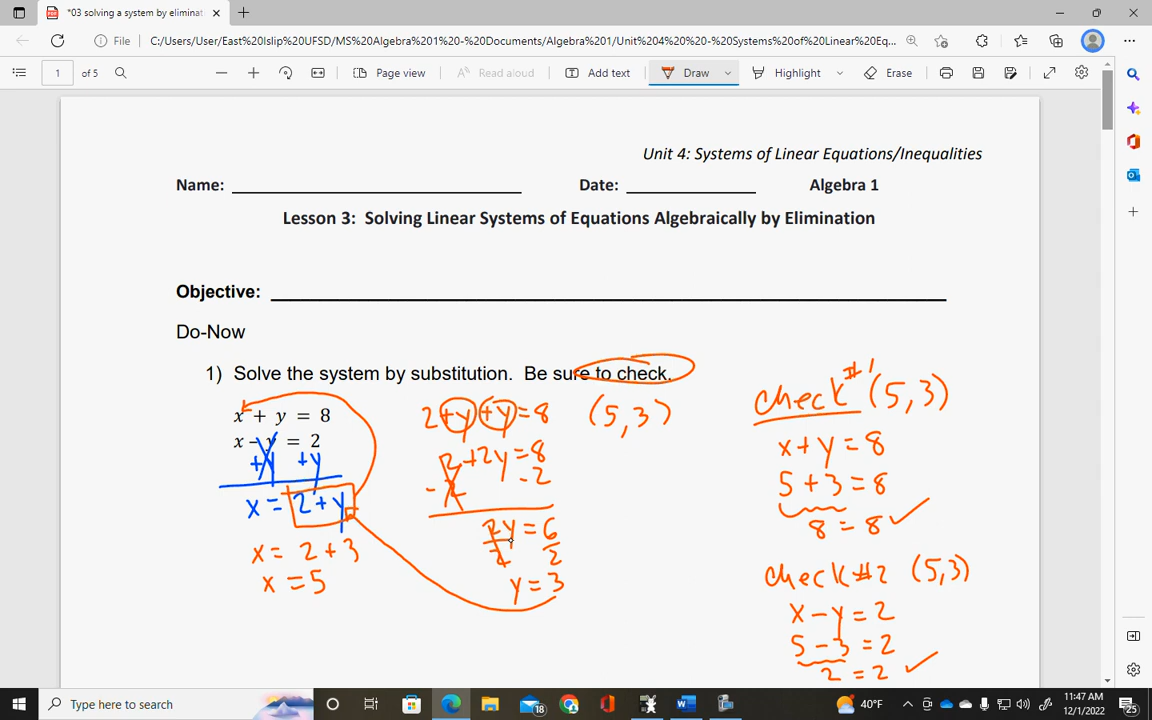 *03 solving a system by eliminat
File C:/Users/User/East%20Islip%20UFSD/MS%20Algebra%201%20-%20Documents/Algebra%201/Unit%204%20%20-%20Systems%20of%20Linear%20Eq...
1 of 5 Page view Read aloud Add text Draw Highlight Erase
Unit 4: Systems of Linear Equations/Inequalities
Name: Date: Algebra 1
Lesson 3: Solving Linear Systems of Equations Algebraically by Elimination
Objective:
Do-Now
1) Solve the system by substitution. Be sure to check.
x + y = 8
x - y = 2
+y +y
x = 2 + y
x = 2 + 3
x = 5
2 + y + y = 8 (5,3)
2 + 2y = 8
- 2 - 2
2y = 6
2 2
y = 3
check #1 (5,3)
x + y = 8
5 + 3 = 8
8 = 8 ✓
check #2 (5,3)
x - y = 2
5 - 3 = 2
2 = 2 ✓
Type here to search
18
40°F
11:47 AM
12/1/2022
25